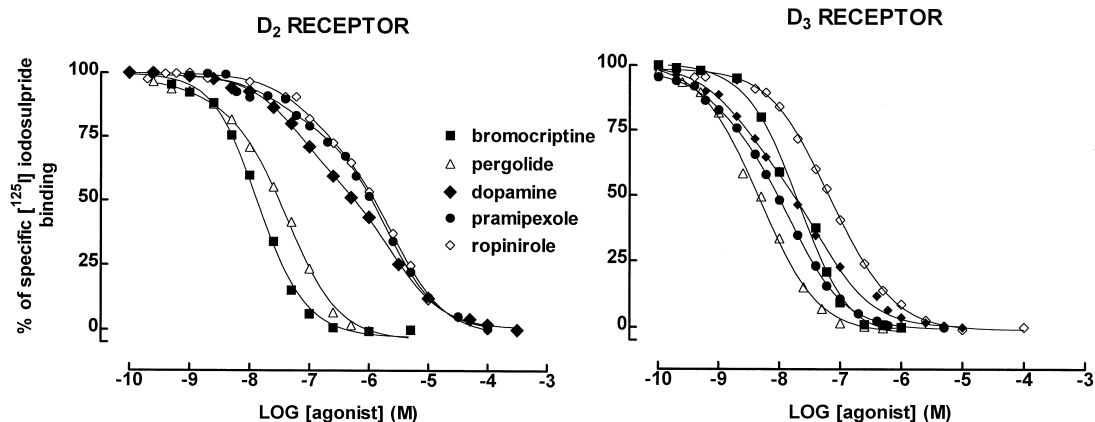 D2 RECEPTOR
% of specific [125I] iodosulpride
binding
100
75
50
25
0
-10 -9 -8 -7 -6 -5 -4 -3
LOG [agonist] (M)
bromocriptine
pergolide
dopamine
pramipexole
ropinirole
D3 RECEPTOR
100
75
50
25
0
-10 -9 -8 -7 -6 -5 -4 -3
LOG [agonist] (M)